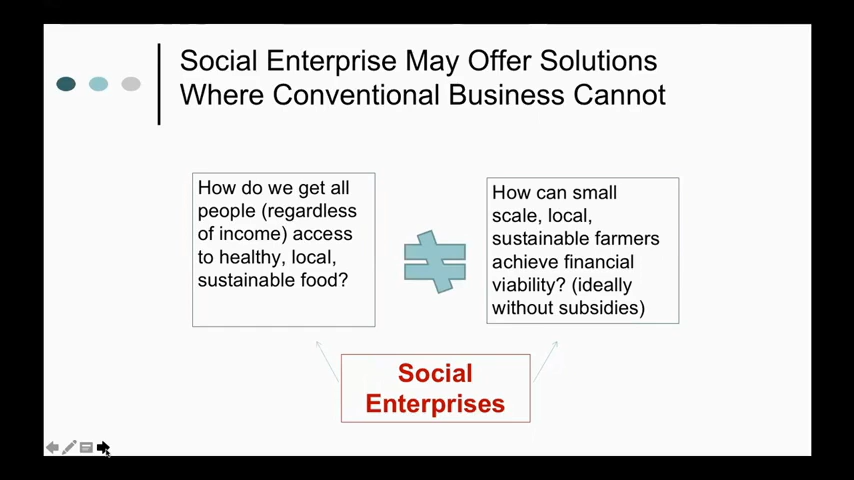 Social Enterprise May Offer Solutions
Where Conventional Business Cannot
How do we get all
people (regardless
of income) access
to healthy, local,
sustainable food?
How can small
scale, local,
sustainable farmers
achieve financial
viability? (ideally
without subsidies)
Social
Enterprises